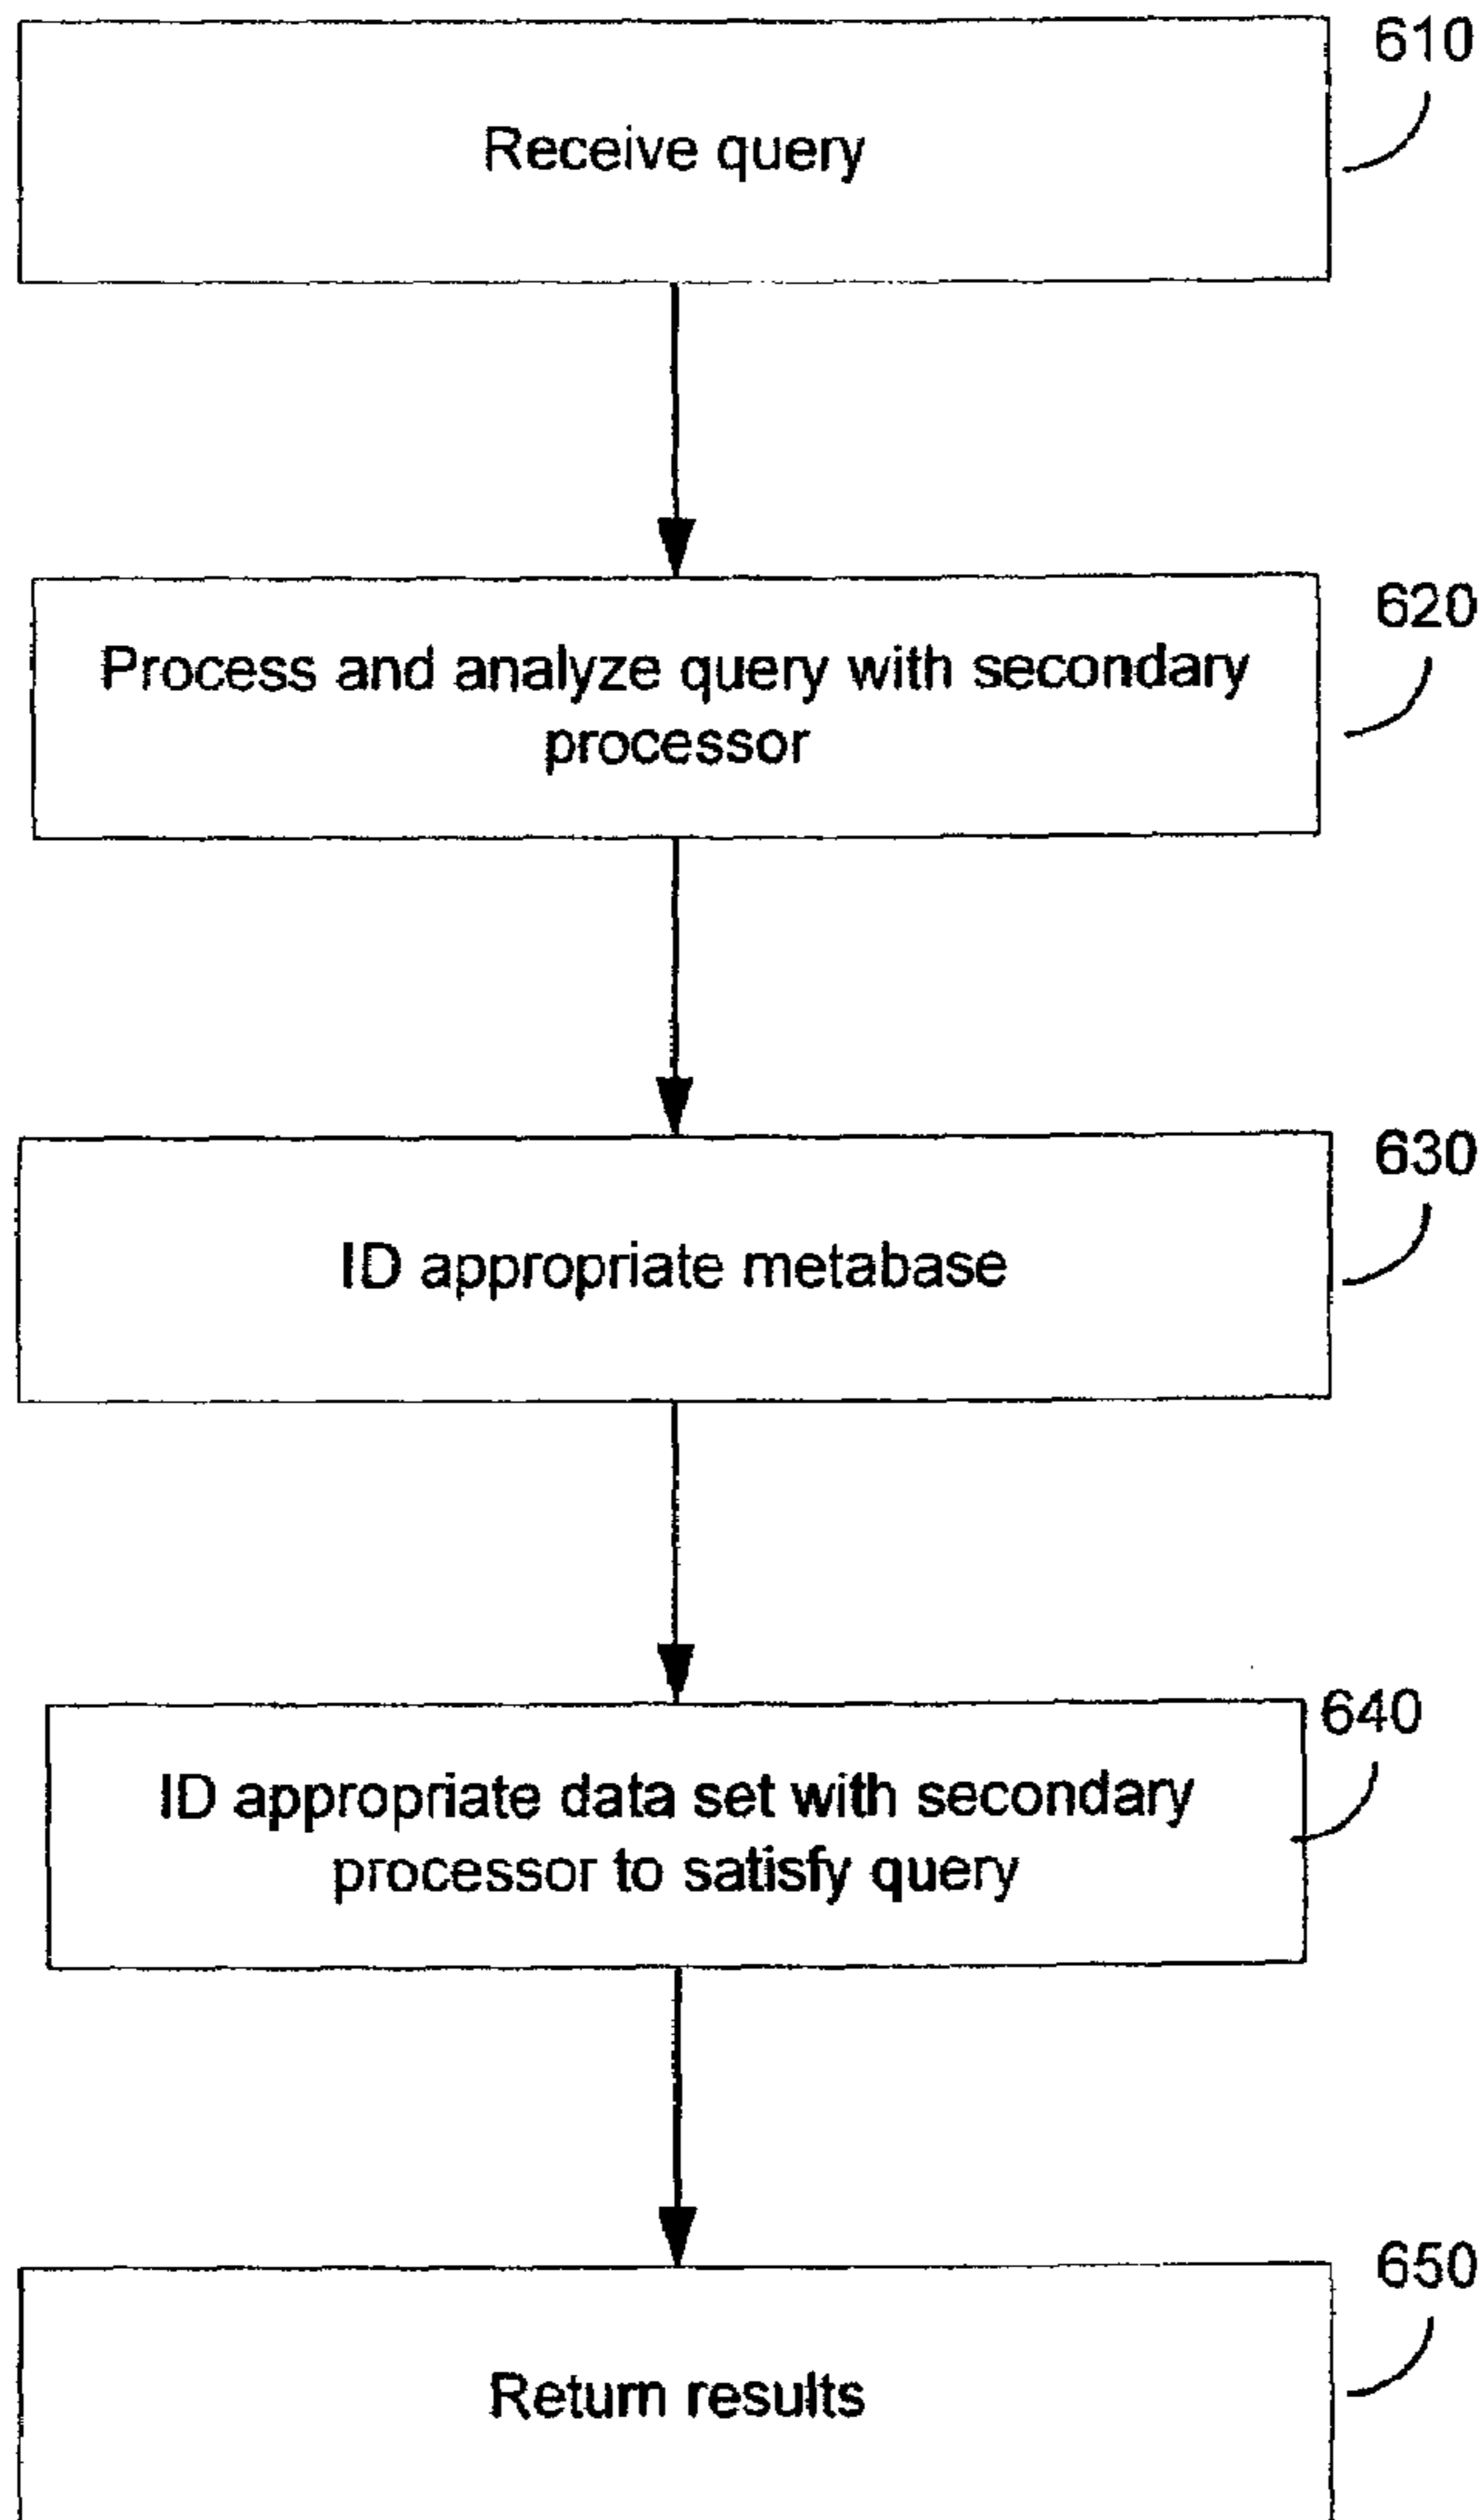 610
Receive query
620
Process and analyze query with secondary
processor
630
ID appropriate metabase
640
ID appropriate data set with secondary
processor to satisfy query
650
Return results